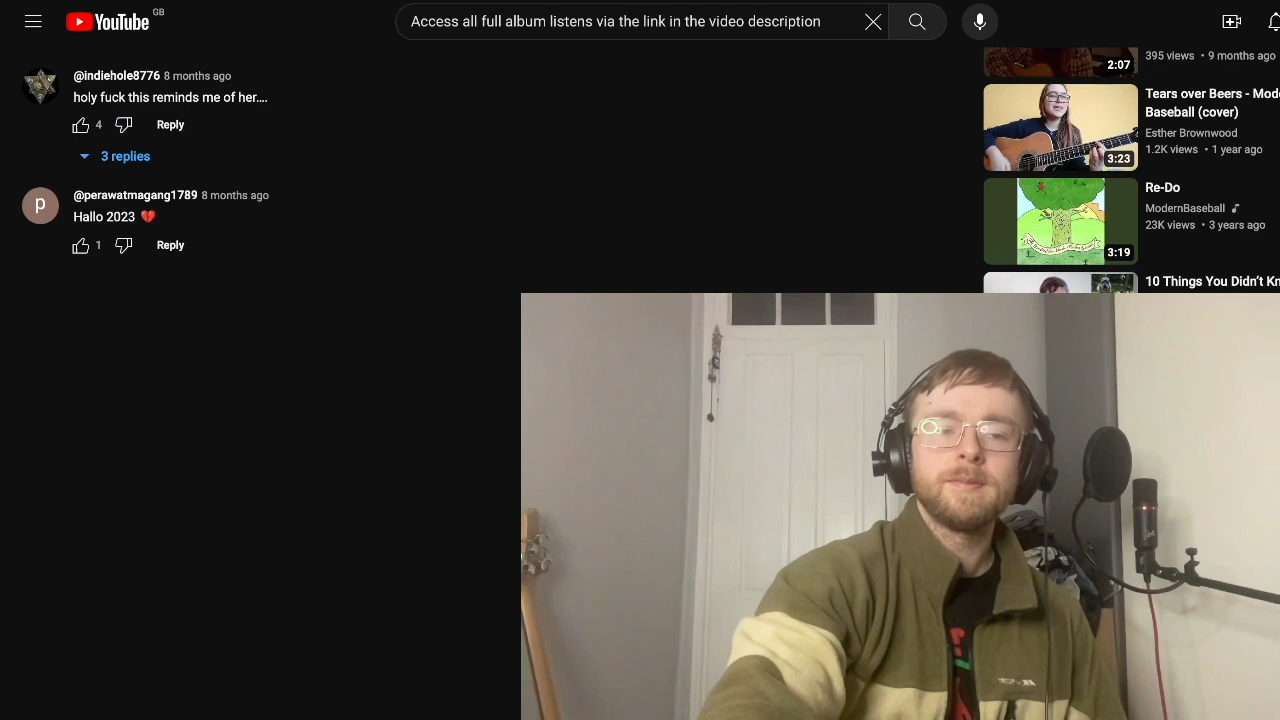 YouTube GB
Access all full album listens via the link in the video description
@indiehole8776 8 months ago
holy fuck this reminds me of her....
4 Reply
3 replies
P @perawatmagang1789 8 months ago
Hallo 2023 💔
1 Reply
2:07
395 views • 9 months ago
3:23
Tears over Beers - Mod
Baseball (cover)
Esther Brownwood
1.2K views • 1 year ago
3:19
Re-Do
ModernBaseball
23K views • 3 years ago
10 Things You Didn't Kn